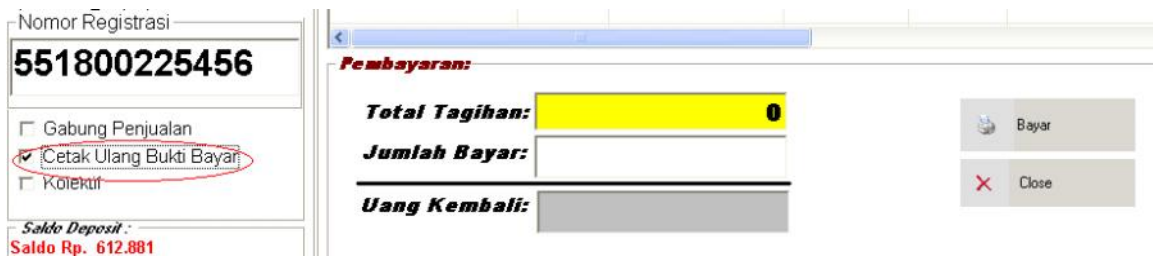 Nomor Registrasi
551800225456
Gabung Penjualan
Cetak Ulang Bukti Bayar
Kolektif
Saldo Deposit :
Saldo Rp. 612.881
Pembayaran:
Total Tagihan: 0
Jumlah Bayar:
Uang Kembali:
Bayar
Close